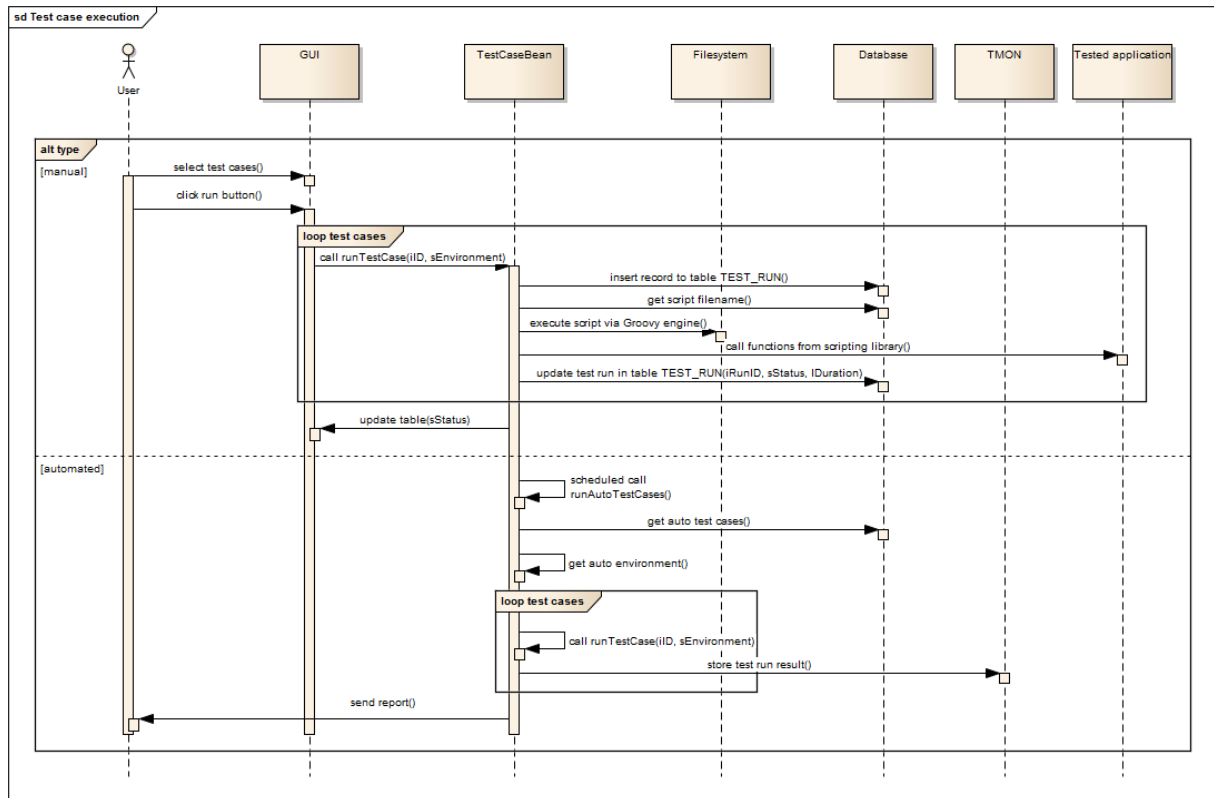 sd Test case execution
User
GUI
TestCaseBean
Filesystem
Database
TMON
Tested application
alt type
[manual]
select test cases()
click run button()
loop test cases
call runTestCase(iID, sEnvironment)
insert record to table TEST_RUN()
get script filename()
execute script via Groovy engine()
call functions from scripting library()
update test run in table TEST_RUN(iRunID, sStatus, lDuration)
update table(sStatus)
[automated]
scheduled call
runAutoTestCases()
get auto test cases()
get auto environment()
loop test cases
call runTestCase(iID, sEnvironment)
store test run result()
send report()